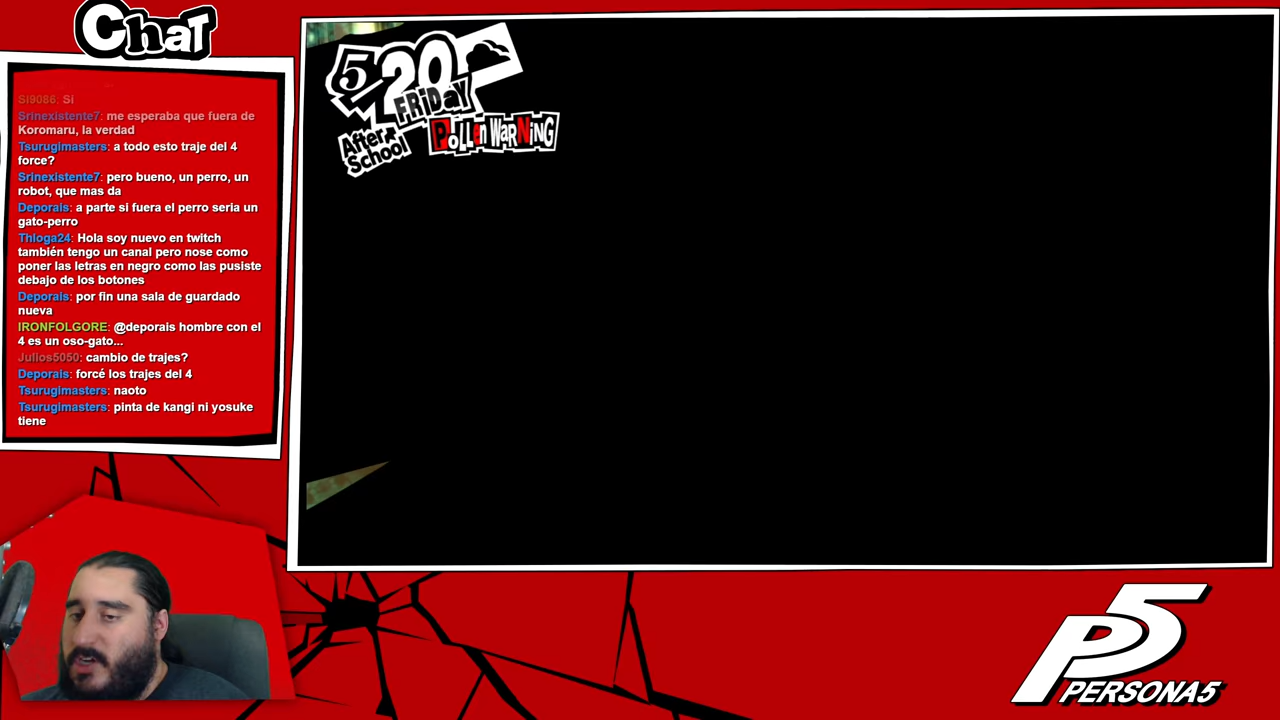 Chat
Si9086: Si
Srinexistente7: me esperaba que fuera de
Koromaru, la verdad
Tsurugimasters: a todo esto traje del 4
force?
Srinexistente7: pero bueno, un perro, un
robot, que mas da
Deporais: a parte si fuera el perro seria un
gato-perro
Thloga24: Hola soy nuevo en twitch
también tengo un canal pero nose como
poner las letras en negro como las pusiste
debajo de los botones
Deporais: por fin una sala de guardado
nueva
IRONFOLGORE: @deporais hombre con el
4 es un oso-gato...
Julios5050: cambio de trajes?
Deporais: forcé los trajes del 4
Tsurugimasters: naoto
Tsurugimasters: pinta de kangi ni yosuke
tiene
5/20
FRiDaY
After School
Pollen WarNiNG
P5
PERSONA5